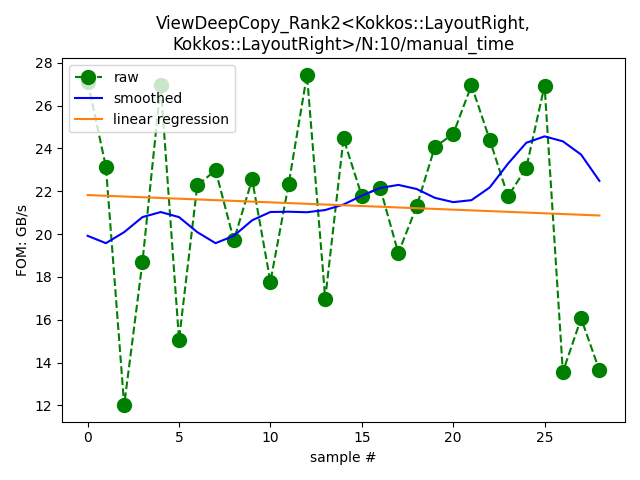 ViewDeepCopy_Rank2<Kokkos::LayoutRight,
Kokkos::LayoutRight>/N:10/manual_time
raw
smoothed
linear regression
FOM: GB/s
28
26
24
22
20
18
16
14
12
0
5
10
15
20
25
sample #